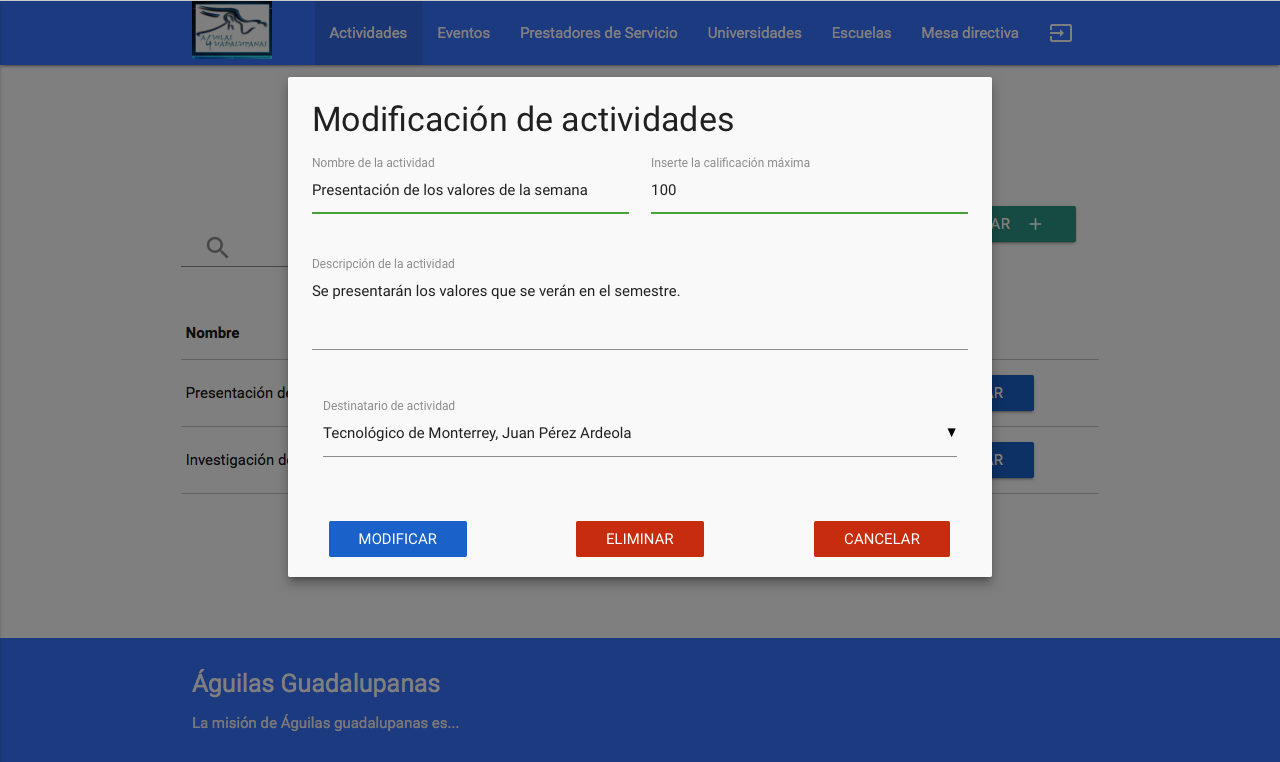 ÁGUILAS
GUADALUPANAS
Actividades Eventos Prestadores de Servicio Universidades Escuelas Mesa directiva
Modificación de actividades
Nombre de la actividad Inserte la calificación máxima
Presentación de los valores de la semana 100
AR +
Descripción de la actividad
Se presentarán los valores que se verán en el semestre.
Nombre
Presentación de AR
Destinatario de actividad
Tecnológico de Monterrey, Juan Pérez Ardeola ▼
Investigación de AR
MODIFICAR ELIMINAR CANCELAR
Águilas Guadalupanas
La misión de Águilas guadalupanas es...